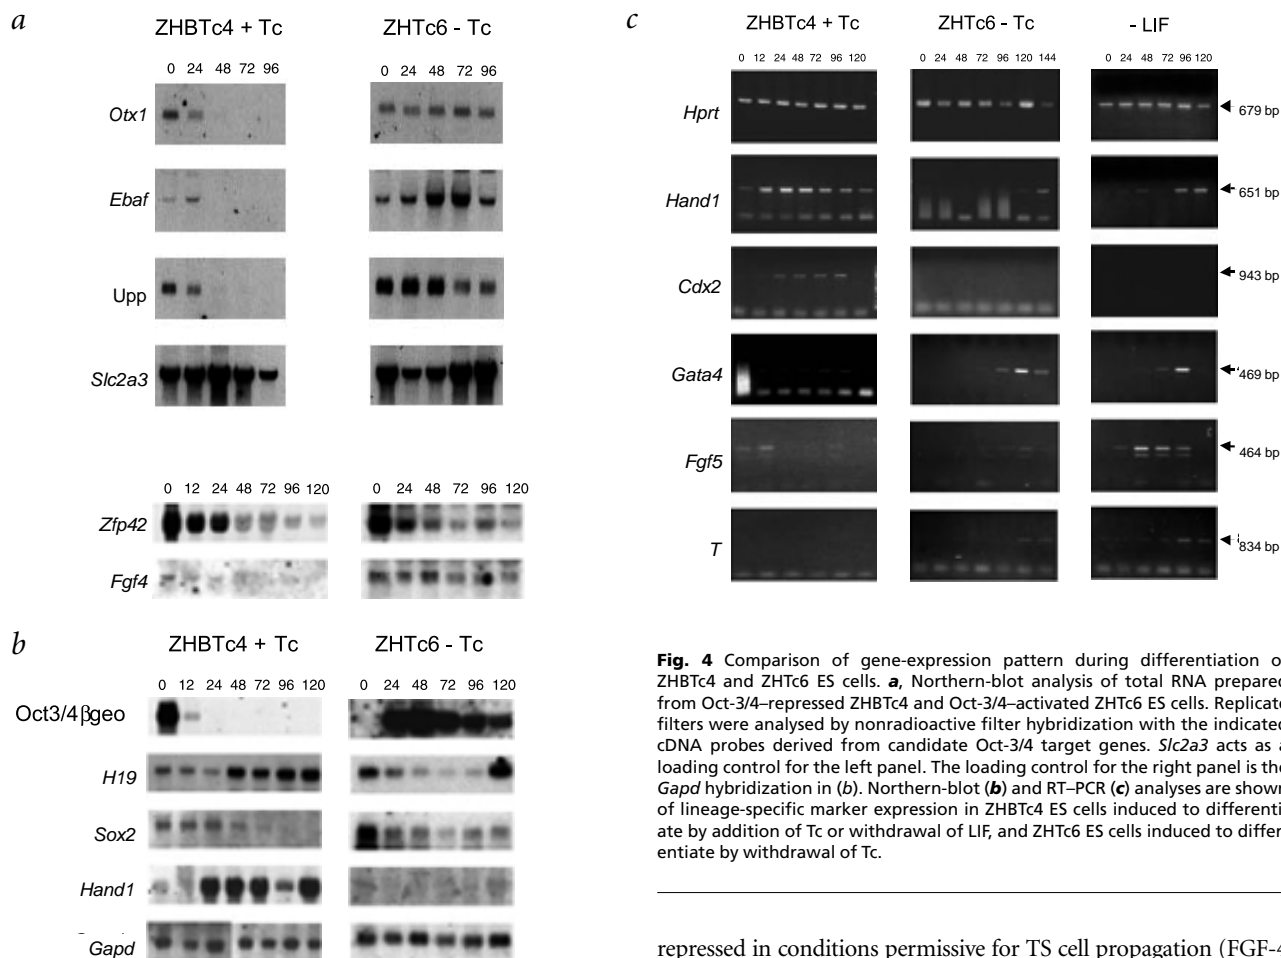 a
ZHBTc4 + Tc
ZHTc6 - Tc
0 24 48 72 96
0 24 48 72 96
Otx1
Ebaf
Upp
Slc2a3
0 12 24 48 72 96 120
0 24 48 72 96 120
Zfp42
Fgf4
b
ZHBTc4 + Tc
ZHTc6 - Tc
0 12 24 48 72 96 120
0 24 48 72 96 120
Oct3/4βgeo
H19
Sox2
Hand1
Gapd
c
ZHBTc4 + Tc
ZHTc6 - Tc
- LIF
0 12 24 48 72 96 120
0 24 48 72 96 120 144
0 24 48 72 96 120
Hprt
679 bp
Hand1
651 bp
Cdx2
943 bp
Gata4
469 bp
Fgf5
464 bp
T
834 bp
Fig. 4 Comparison of gene-expression pattern during differentiation o
ZHBTc4 and ZHTc6 ES cells. a, Northern-blot analysis of total RNA prepared
from Oct-3/4–repressed ZHBTc4 and Oct-3/4–activated ZHTc6 ES cells. Replicate
filters were analysed by nonradioactive filter hybridization with the indicated
cDNA probes derived from candidate Oct-3/4 target genes. Slc2a3 acts as a
loading control for the left panel. The loading control for the right panel is the
Gapd hybridization in (b). Northern-blot (b) and RT–PCR (c) analyses are shown
of lineage-specific marker expression in ZHBTc4 ES cells induced to differenti
ate by addition of Tc or withdrawal of LIF, and ZHTc6 ES cells induced to differ
entiate by withdrawal of Tc.
repressed in conditions permissive for TS cell propagation (FGF-4